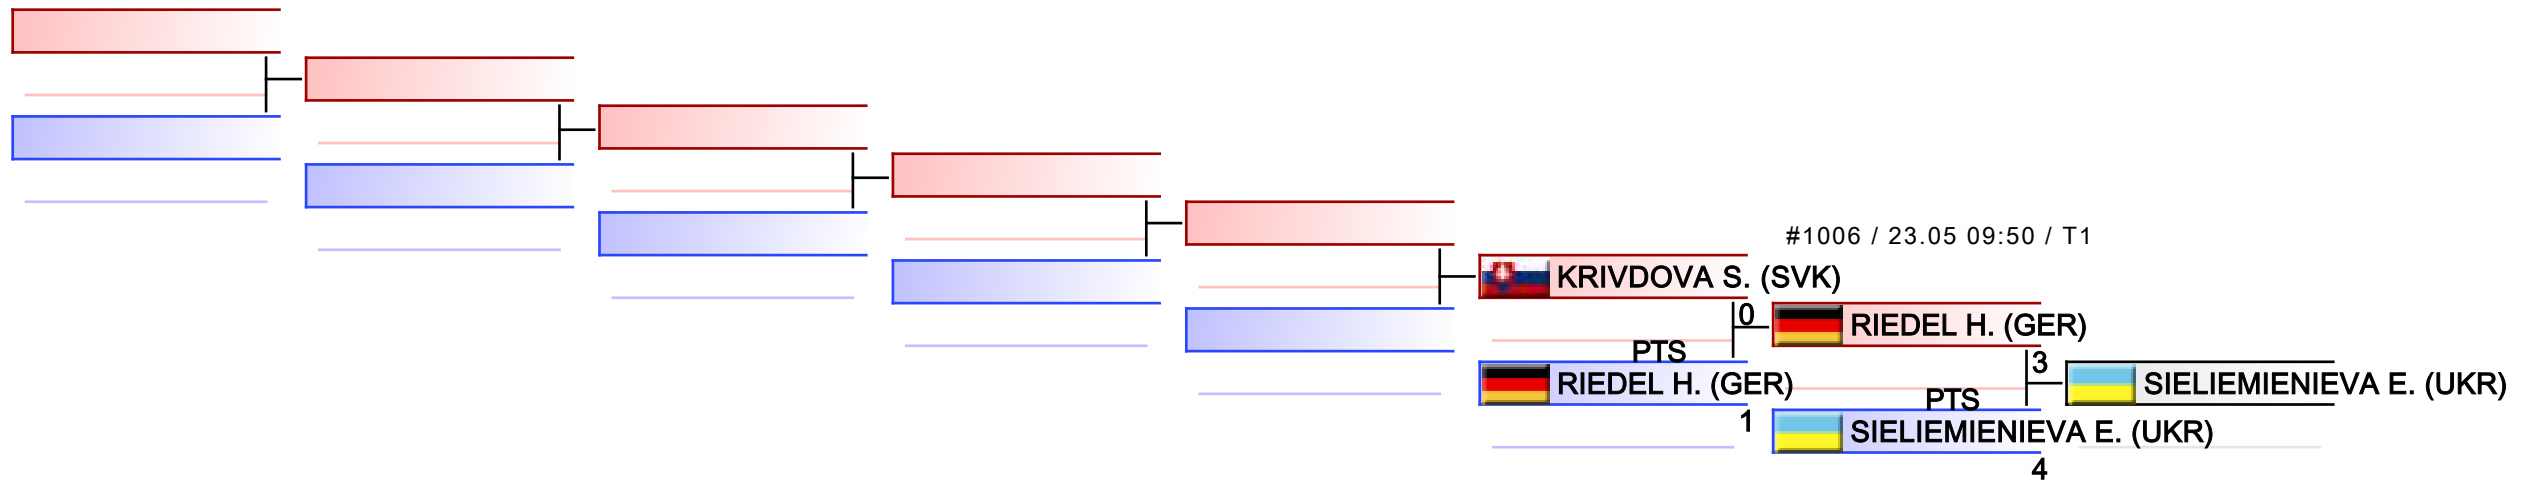 #1006 / 23.05 09:50 / T1
KRIVDOVA S. (SVK)
0
RIEDEL H. (GER)
PTS
3
RIEDEL H. (GER)
SIELIEMIENIEVA E. (UKR)
PTS
1
SIELIEMIENIEVA E. (UKR)
4